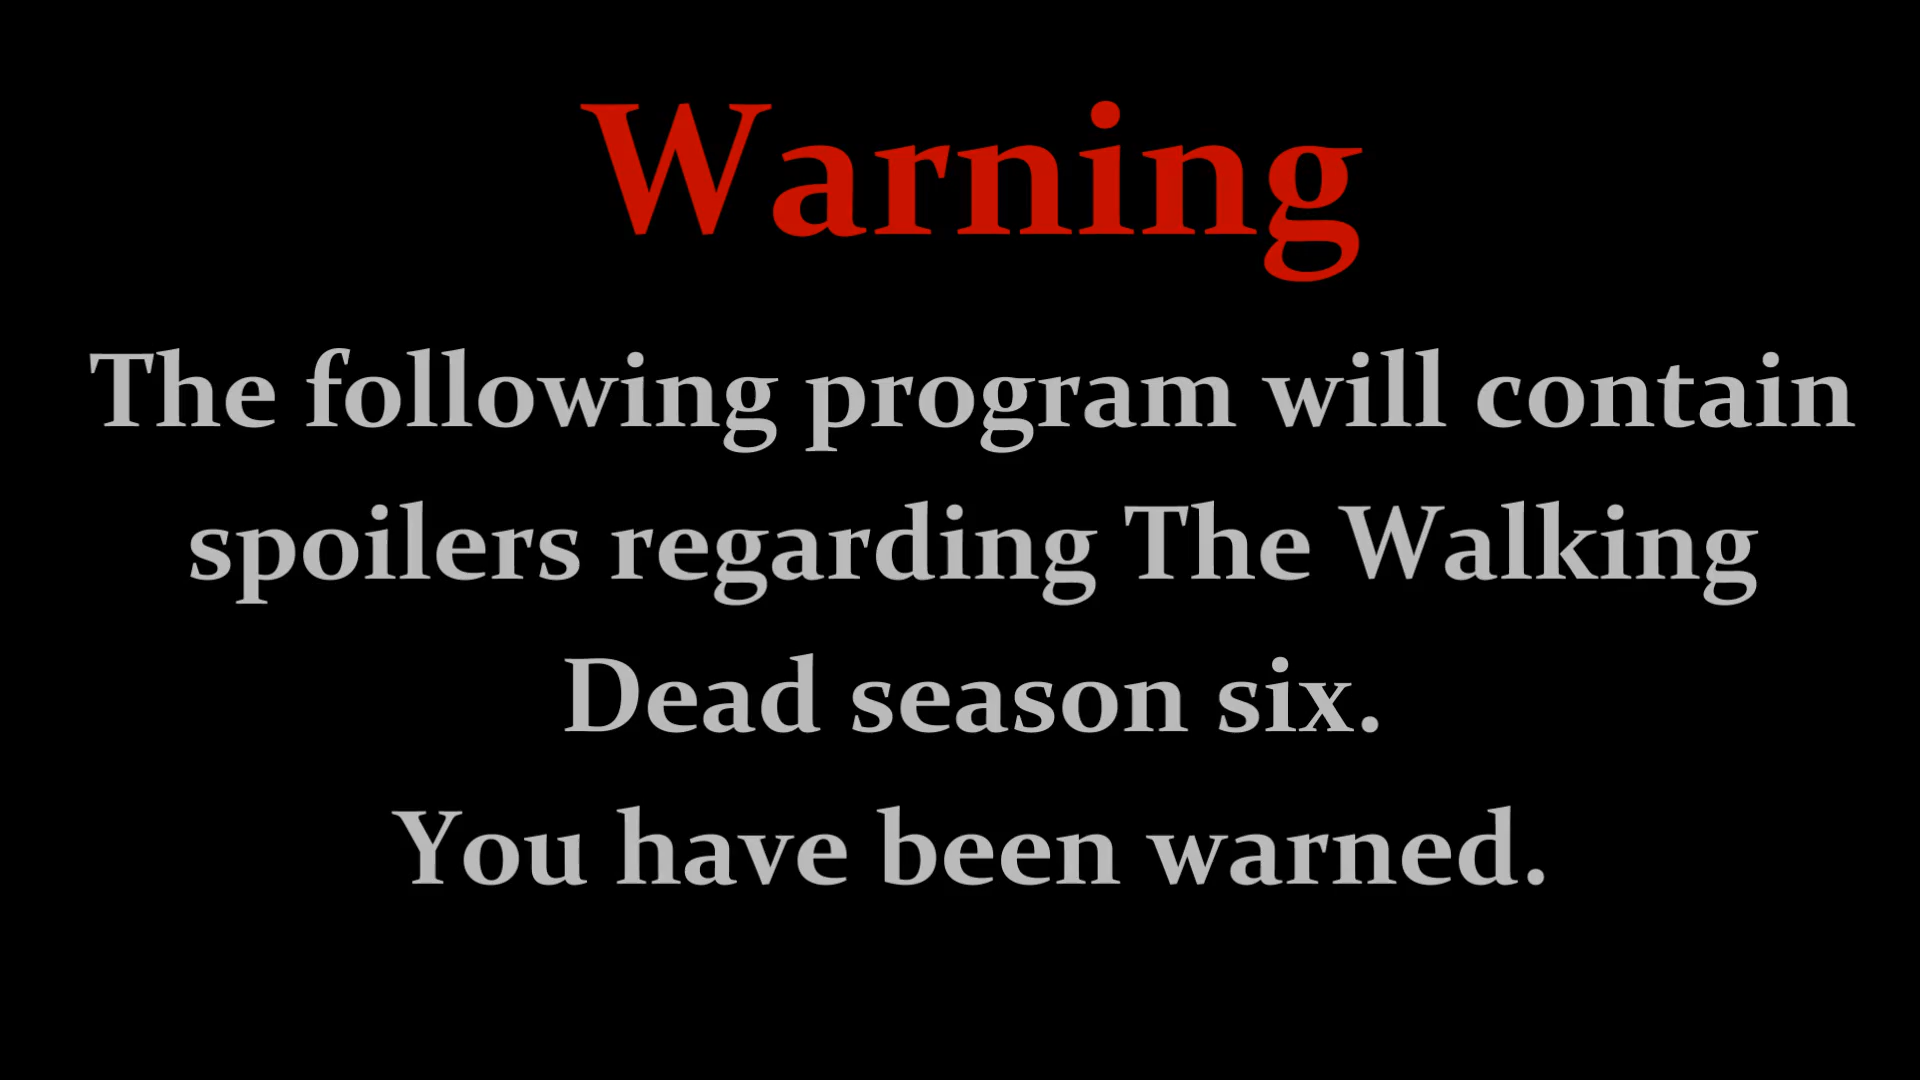 Warning
The following program will contain
spoilers regarding The Walking
Dead season six.
You have been warned.